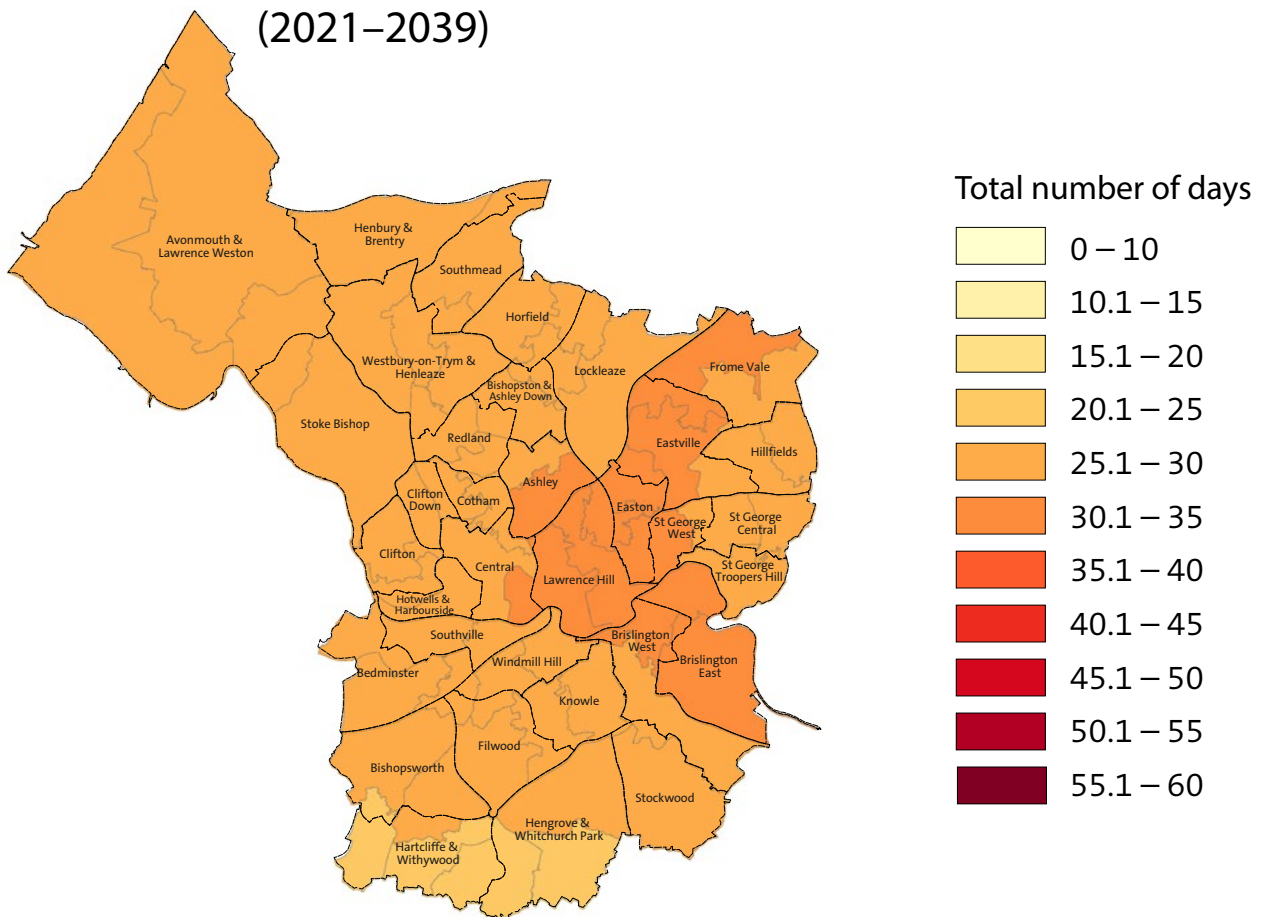 (2021–2039)
Avonmouth &
Lawrence Weston
Henbury &
Brentry
Southmead
Horfield
Westbury-on-Trym &
Henleaze
Lockleaze
Frome Vale
Bishopston &
Ashley Down
Stoke Bishop
Redland
Eastville
Hillfields
Clifton
Down
Cotham
Ashley
Easton
St George
West
St George
Central
Clifton
Central
Lawrence Hill
St George
Troopers Hill
Hotwells &
Harbourside
Southville
Brislington
West
Windmill Hill
Brislington
East
Bedminster
Knowle
Filwood
Bishopsworth
Stockwood
Hengrove &
Whitchurch Park
Hartcliffe &
Withywood
Total number of days
0 – 10
10.1 – 15
15.1 – 20
20.1 – 25
25.1 – 30
30.1 – 35
35.1 – 40
40.1 – 45
45.1 – 50
50.1 – 55
55.1 – 60